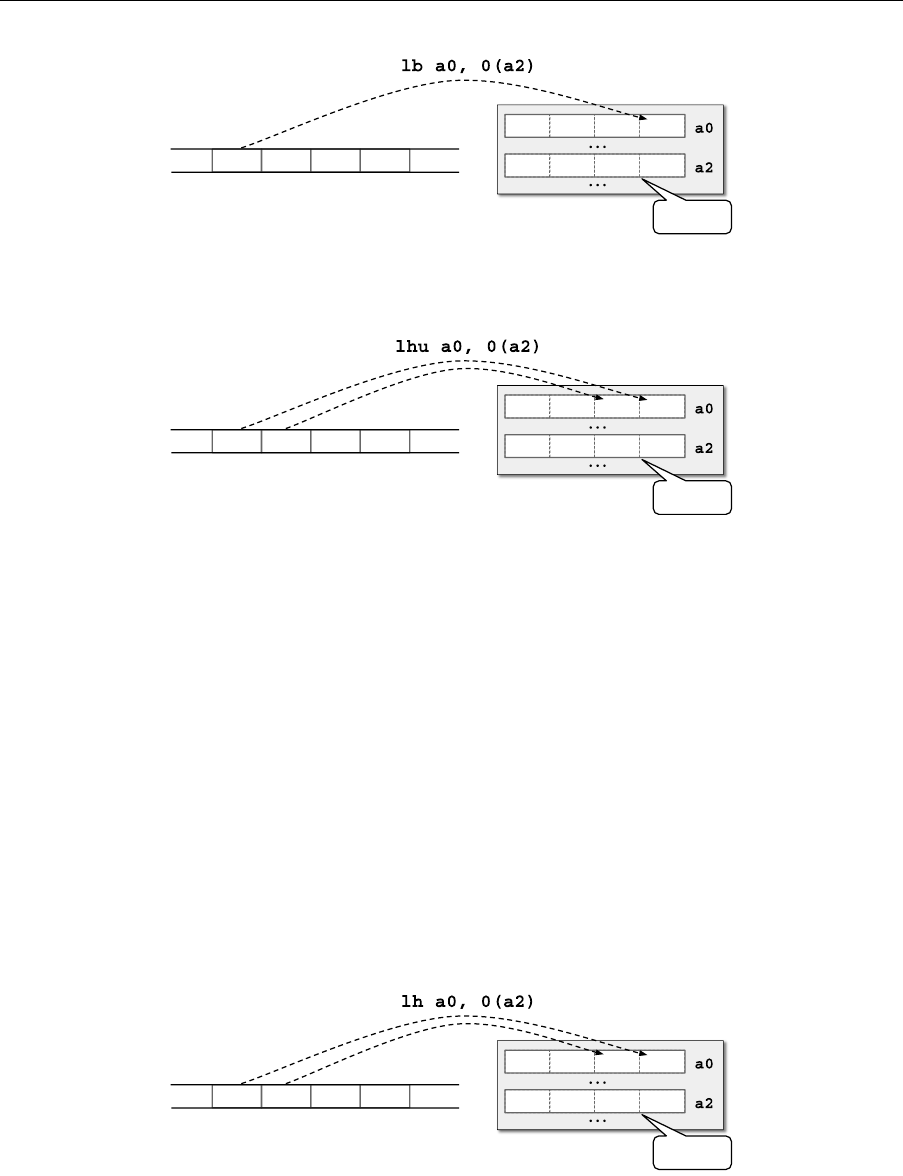 lb a0, 0(a2)
a0
...
a2
...
lhu a0, 0(a2)
a0
...
a2
...
lh a0, 0(a2)
a0
...
a2
...